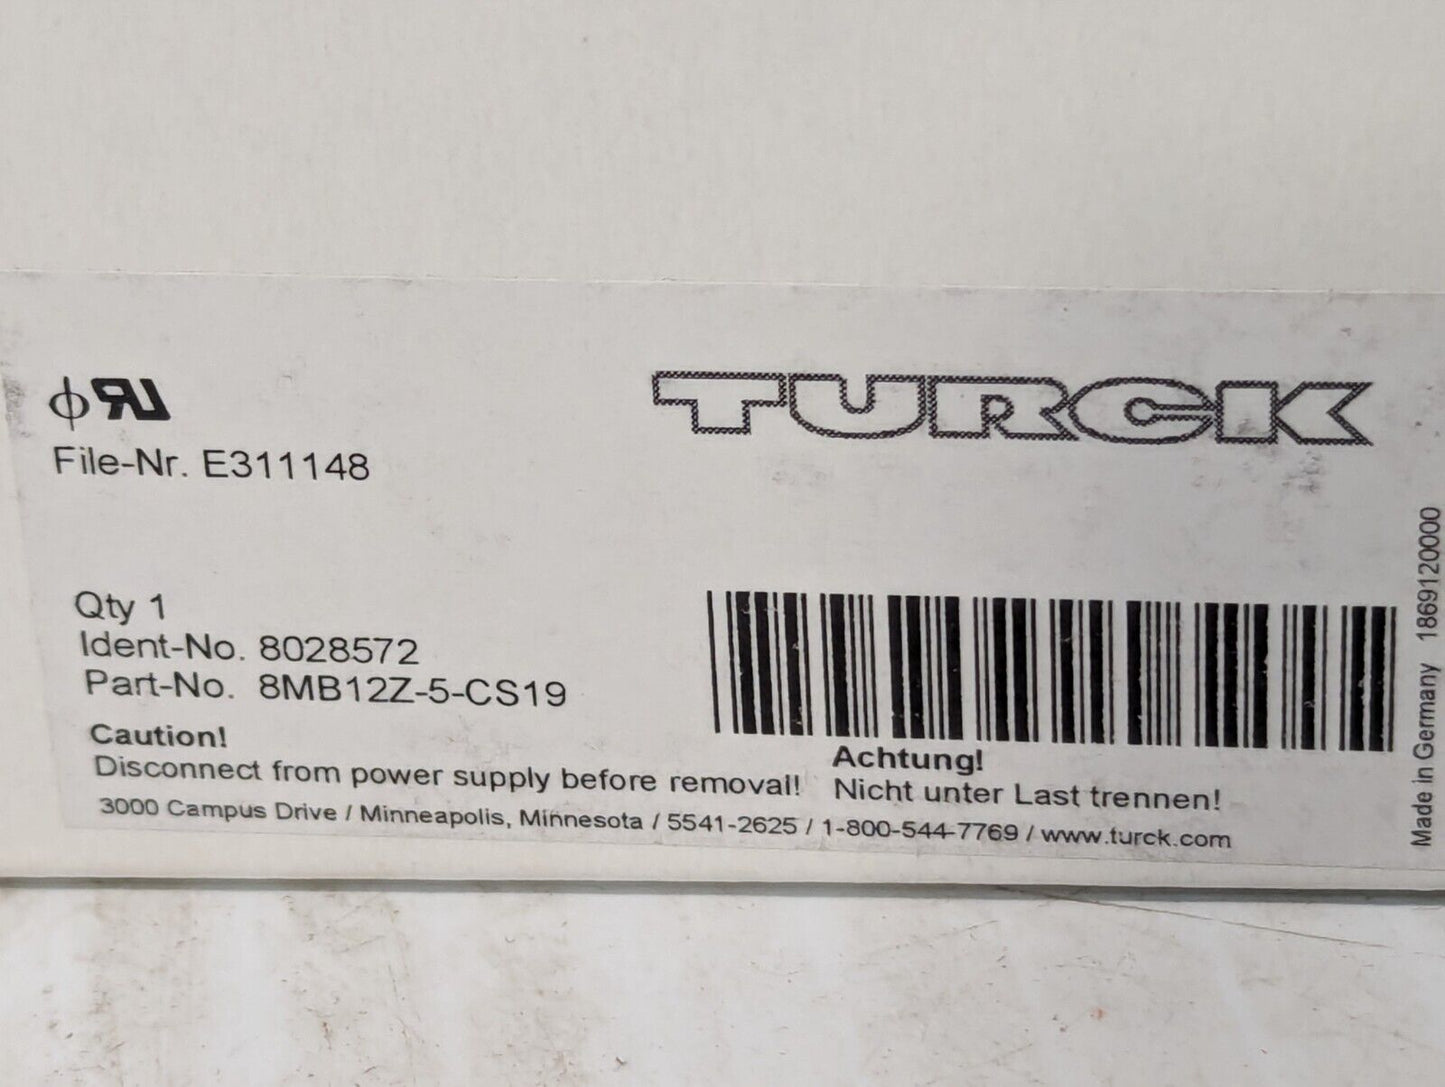 TURCK
File-Nr. E311148
Qty 1
Ident-No. 8028572
Part-No. 8MB12Z-5-CS19
Caution!
Disconnect from power supply before removal!
Achtung!
Nicht unter Last trennen!
3000 Campus Drive / Minneapolis, Minnesota / 5541-2625 / 1-800-544-7769 / www.turck.com
Made in Germany 1869120000